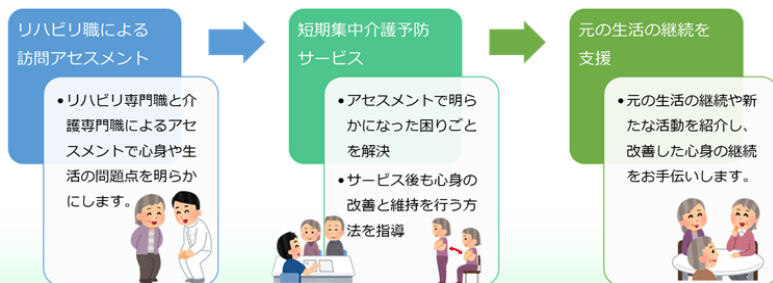 リハビリ職による
訪問アセスメント
•リハビリ専門職と介
護専門職によるアセ
スメントで心身や生
活の問題点を明らか
にします。
短期集中介護予防
サービス
•アセスメントで明ら
かになった困りごと
を解決
•サービス後も心身の
改善と維持を行う方
法を指導
元の生活の継続を
支援
•元の生活の継続や新
たな活動を紹介し、
改善した心身の継続
をお手伝いします。